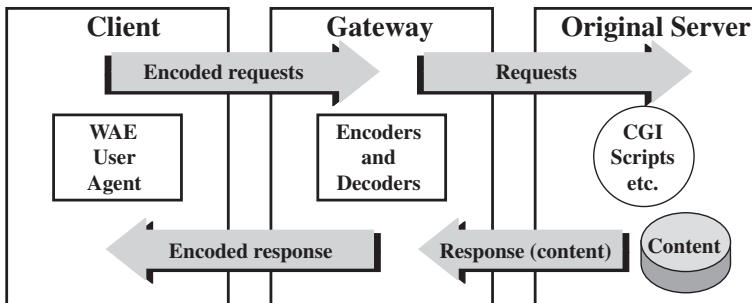 Client
Gateway
Original Server
Encoded requests
Requests
WAE
User
Agent
Encoders
and
Decoders
CGI
Scripts
etc.
Encoded response
Response (content)
Content